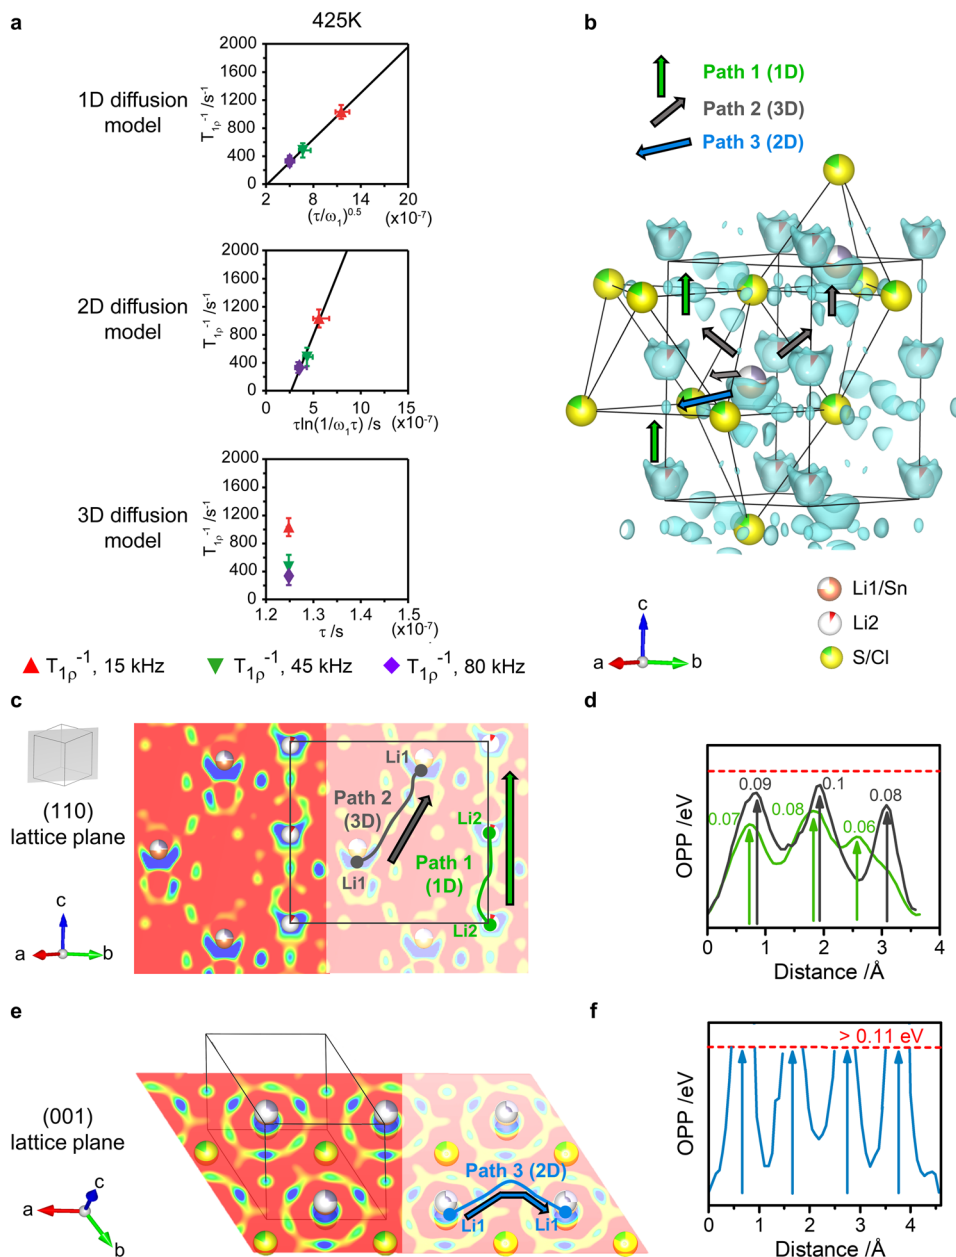 a
425K
1D diffusion
model
T1ρ⁻¹ /s⁻¹
2000
1600
1200
800
400
0
2 8 14 20
(τ/ω₁)⁰·⁵ (x10⁻⁷)
2D diffusion
model
T1ρ⁻¹ /s⁻¹
2000
1600
1200
800
400
0
0 5 10 15
τln(1/ω₁τ) /s (x10⁻⁷)
3D diffusion
model
T1ρ⁻¹ /s⁻¹
2000
1600
1200
800
400
0
1.2 1.3 1.4 1.5
τ /s (x10⁻⁷)
T1ρ⁻¹, 15 kHz T1ρ⁻¹, 45 kHz T1ρ⁻¹, 80 kHz
b
Path 1 (1D)
Path 2 (3D)
Path 3 (2D)
Li1/Sn
Li2
S/Cl
c
a b
c
(110)
lattice plane
c
a b
Li1
Path 2
(3D)
Li1
Li2
Path 1
(1D)
Li2
d
OPP /eV
0.07
0.09
0.08
0.1
0.06
0.08
0 1 2 3 4
Distance /Å
e
(001)
lattice plane
c
a
b
Path 3 (2D)
Li1 Li1
f
OPP /eV
> 0.11 eV
0 1 2 3 4
Distance /Å